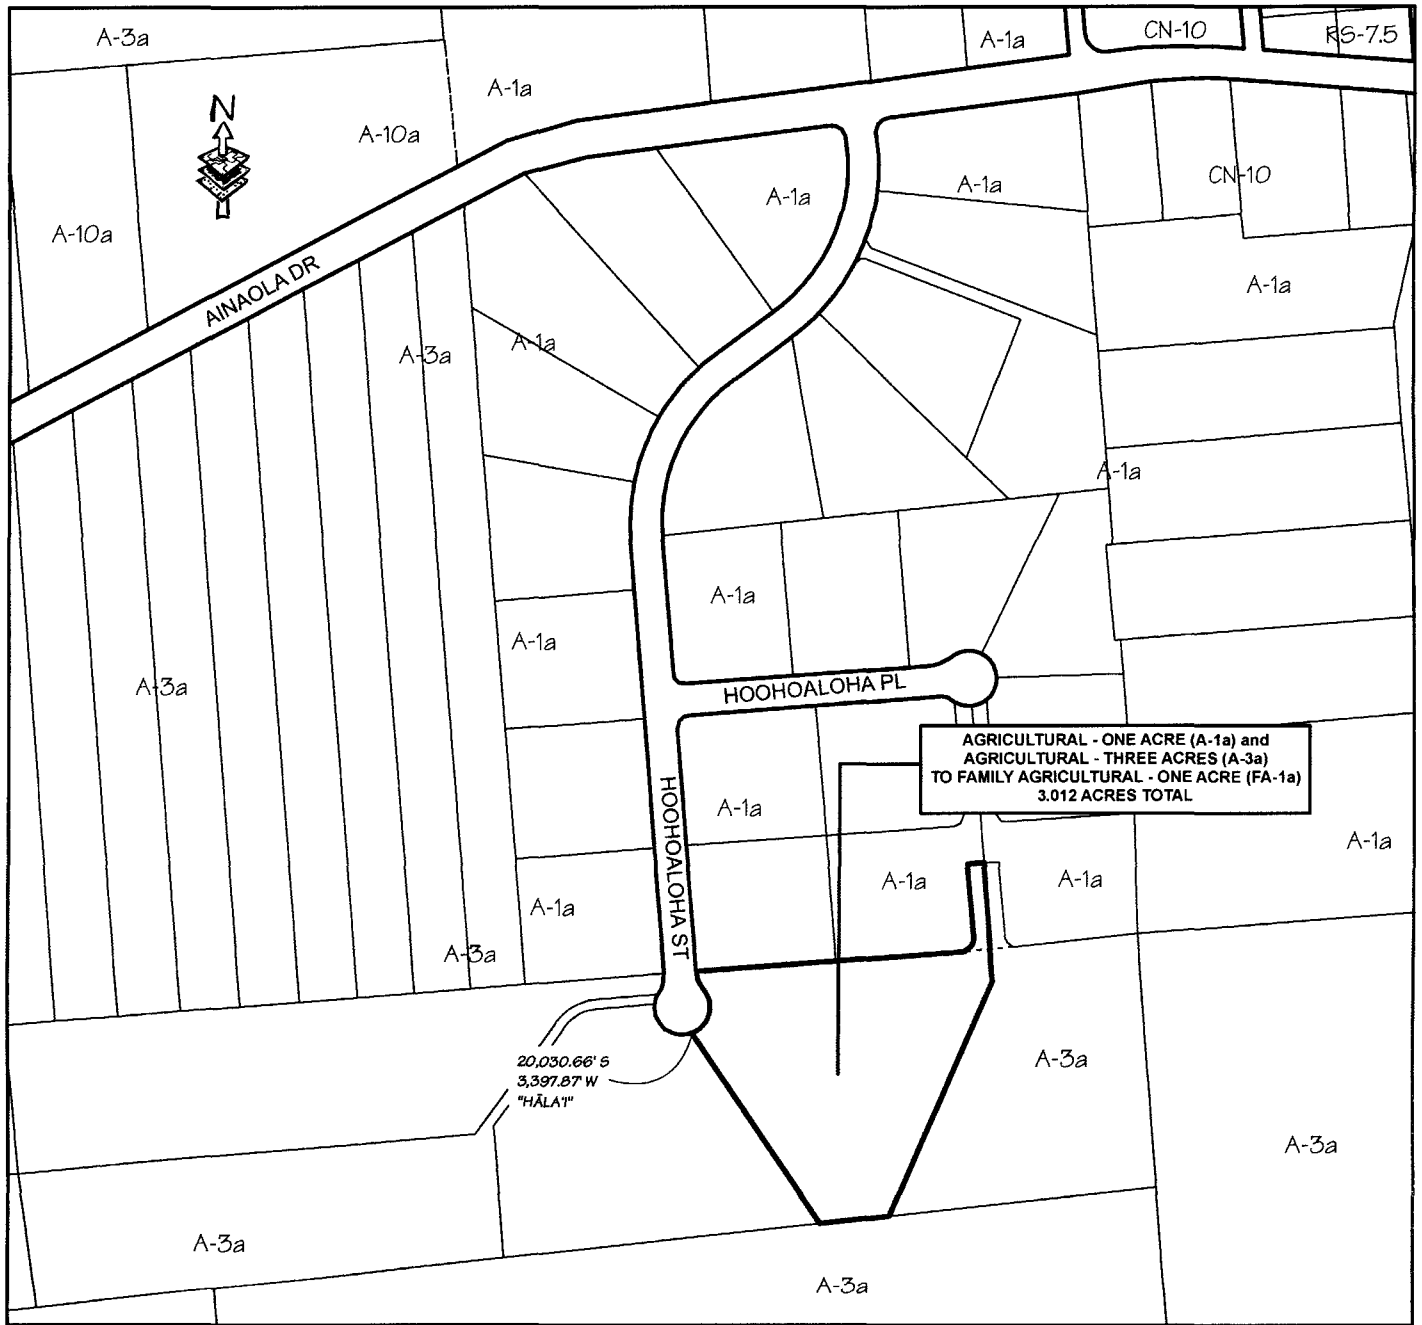 A-3a
A-1a
A-1a
CN-10
RS-7.5
N
A-10a
A-10a
A-1a
A-1a
CN-10
AINAOLA DR
A-3a
A-1a
A-1a
A-1a
A-1a
A-1a
A-3a
HOOHOALOHA PL
AGRICULTURAL - ONE ACRE (A-1a) and
AGRICULTURAL - THREE ACRES (A-3a)
TO FAMILY AGRICULTURAL - ONE ACRE (FA-1a)
3.012 ACRES TOTAL
HOOHOALOHA ST
A-1a
A-1a
A-1a
A-1a
A-1a
A-3a
20,030.66' S
3,397.87' W
"HĀLA'I"
A-3a
A-3a
A-3a
A-3a